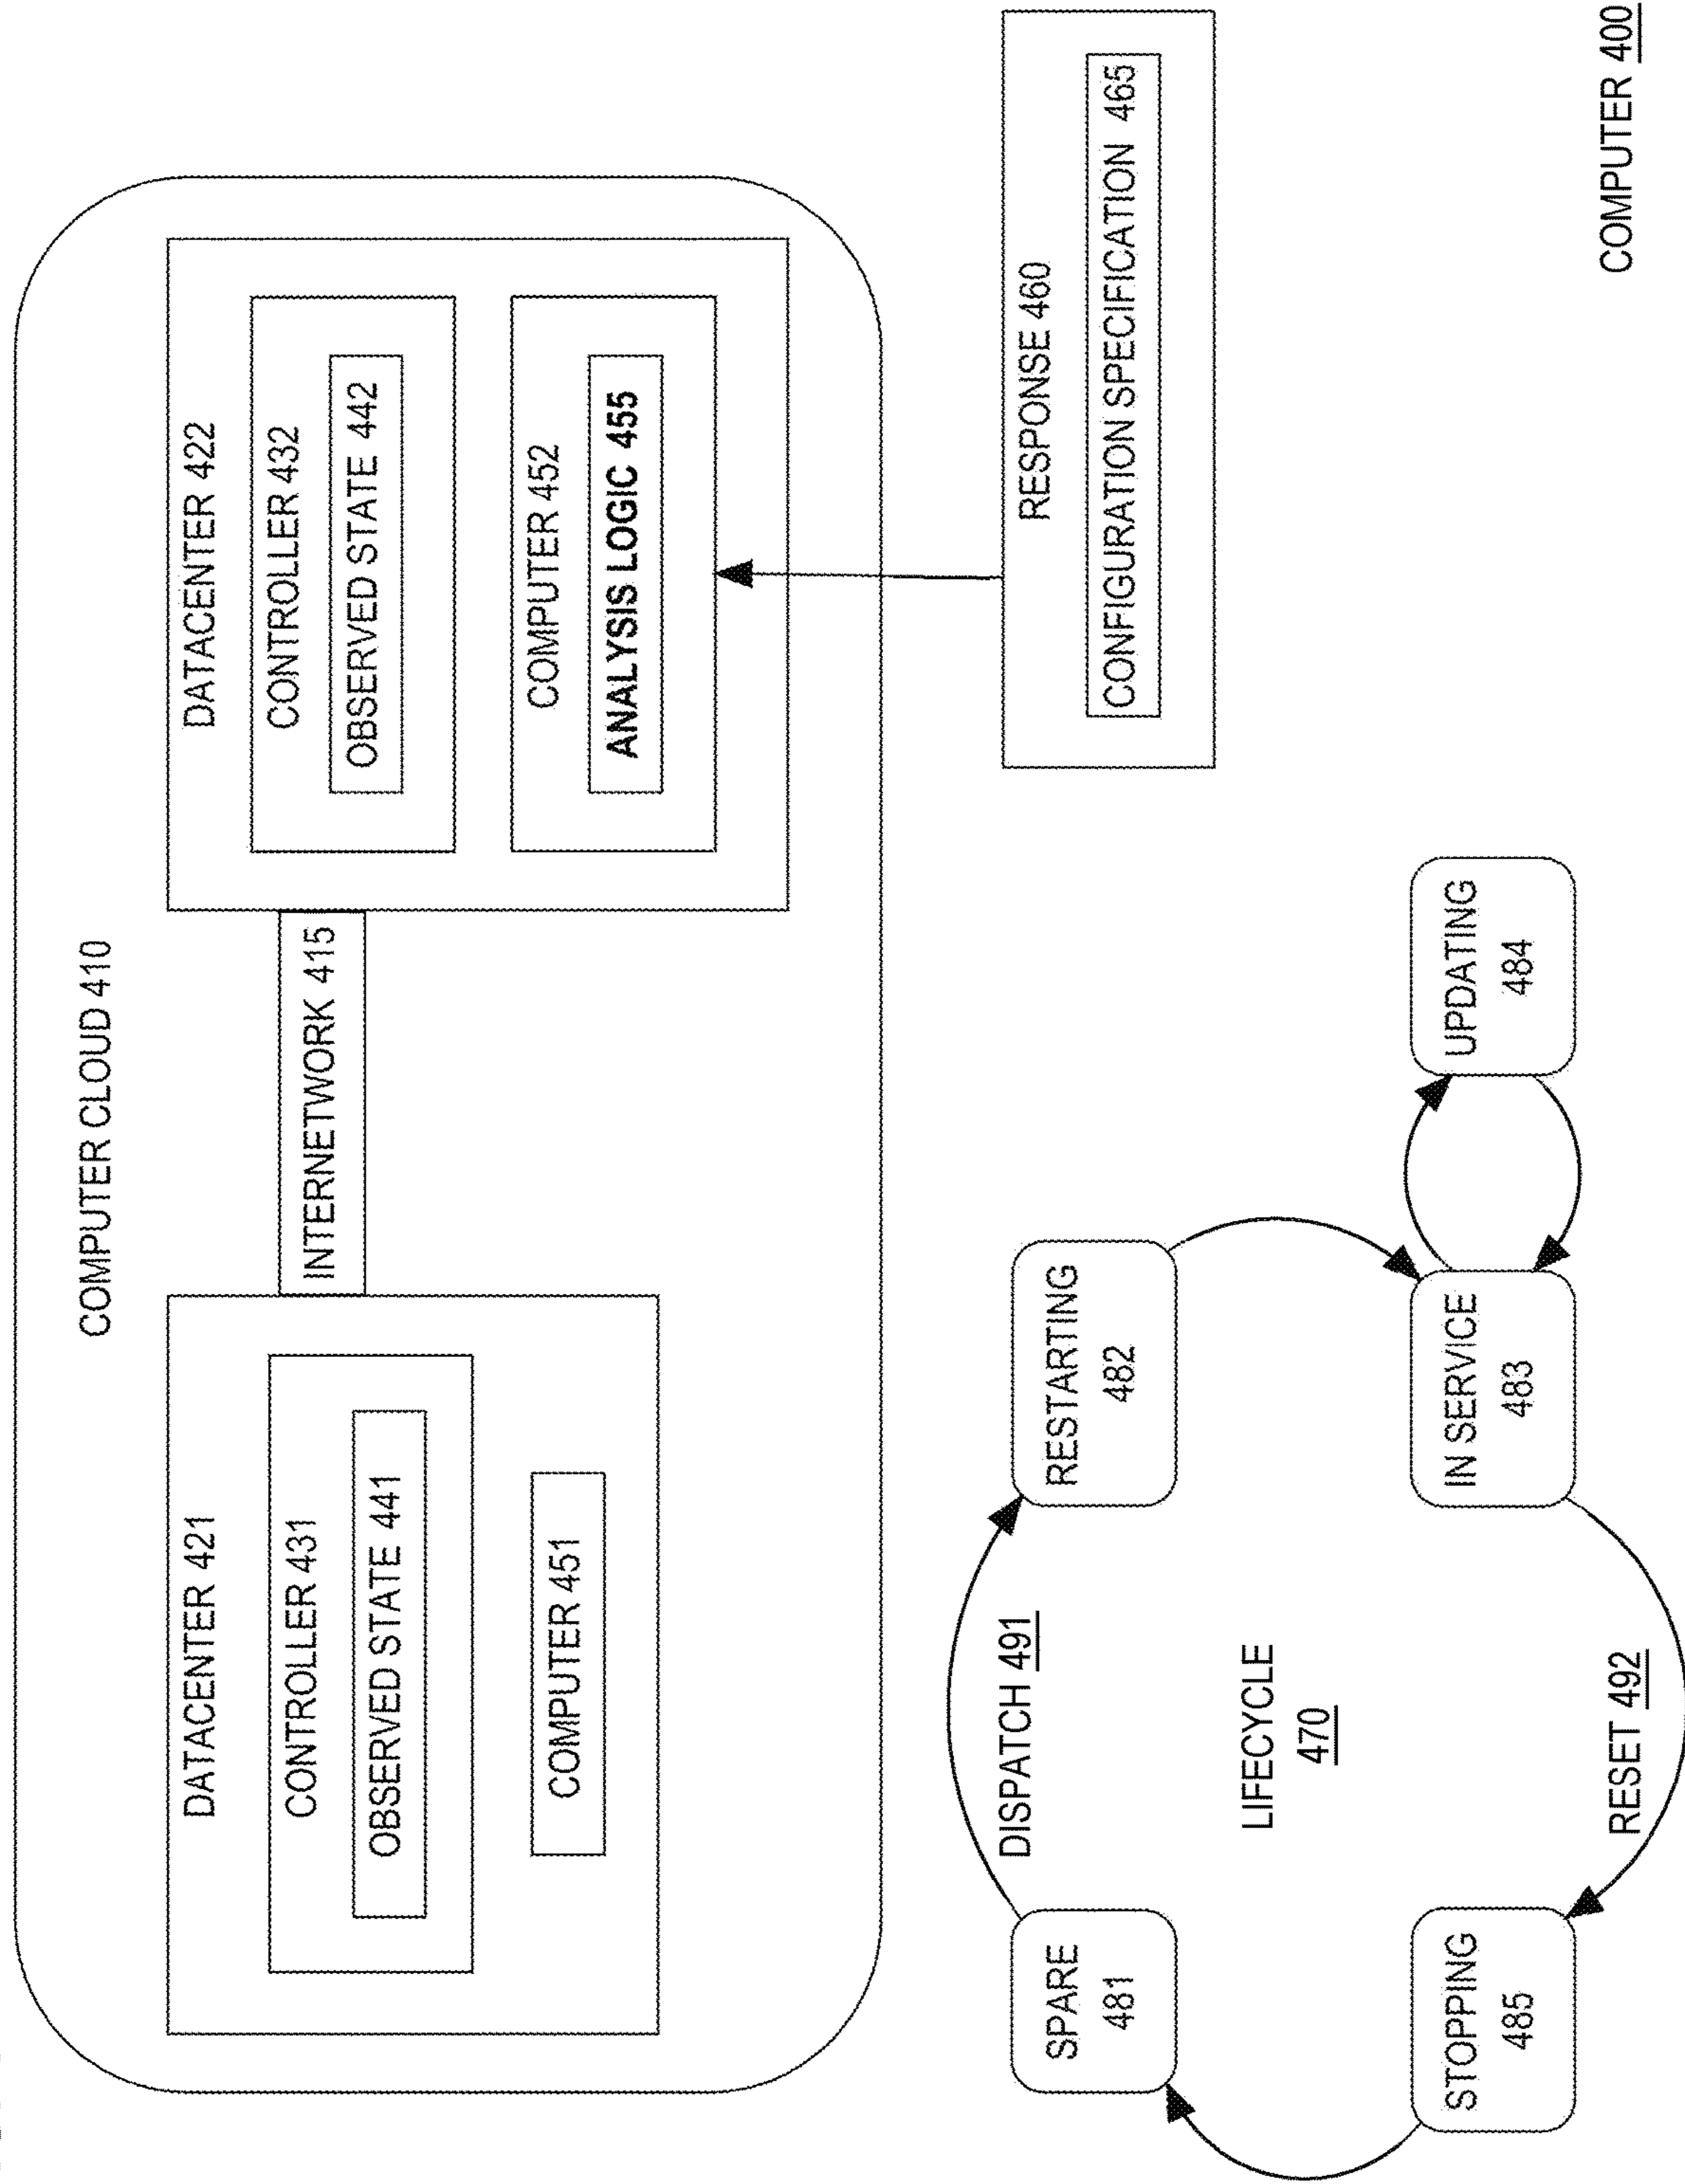 COMPUTER CLOUD 410
DATACENTER 421
CONTROLLER 431
OBSERVED STATE 441
COMPUTER 451
INTERNETWORK 415
DATACENTER 422
CONTROLLER 432
OBSERVED STATE 442
COMPUTER 452
ANALYSIS LOGIC 455
RESPONSE 460
CONFIGURATION SPECIFICATION 465
SPARE
481
DISPATCH 491
RESTARTING
482
LIFECYCLE
470
STOPPING
485
RESET 492
IN SERVICE
483
UPDATING
484
COMPUTER 400